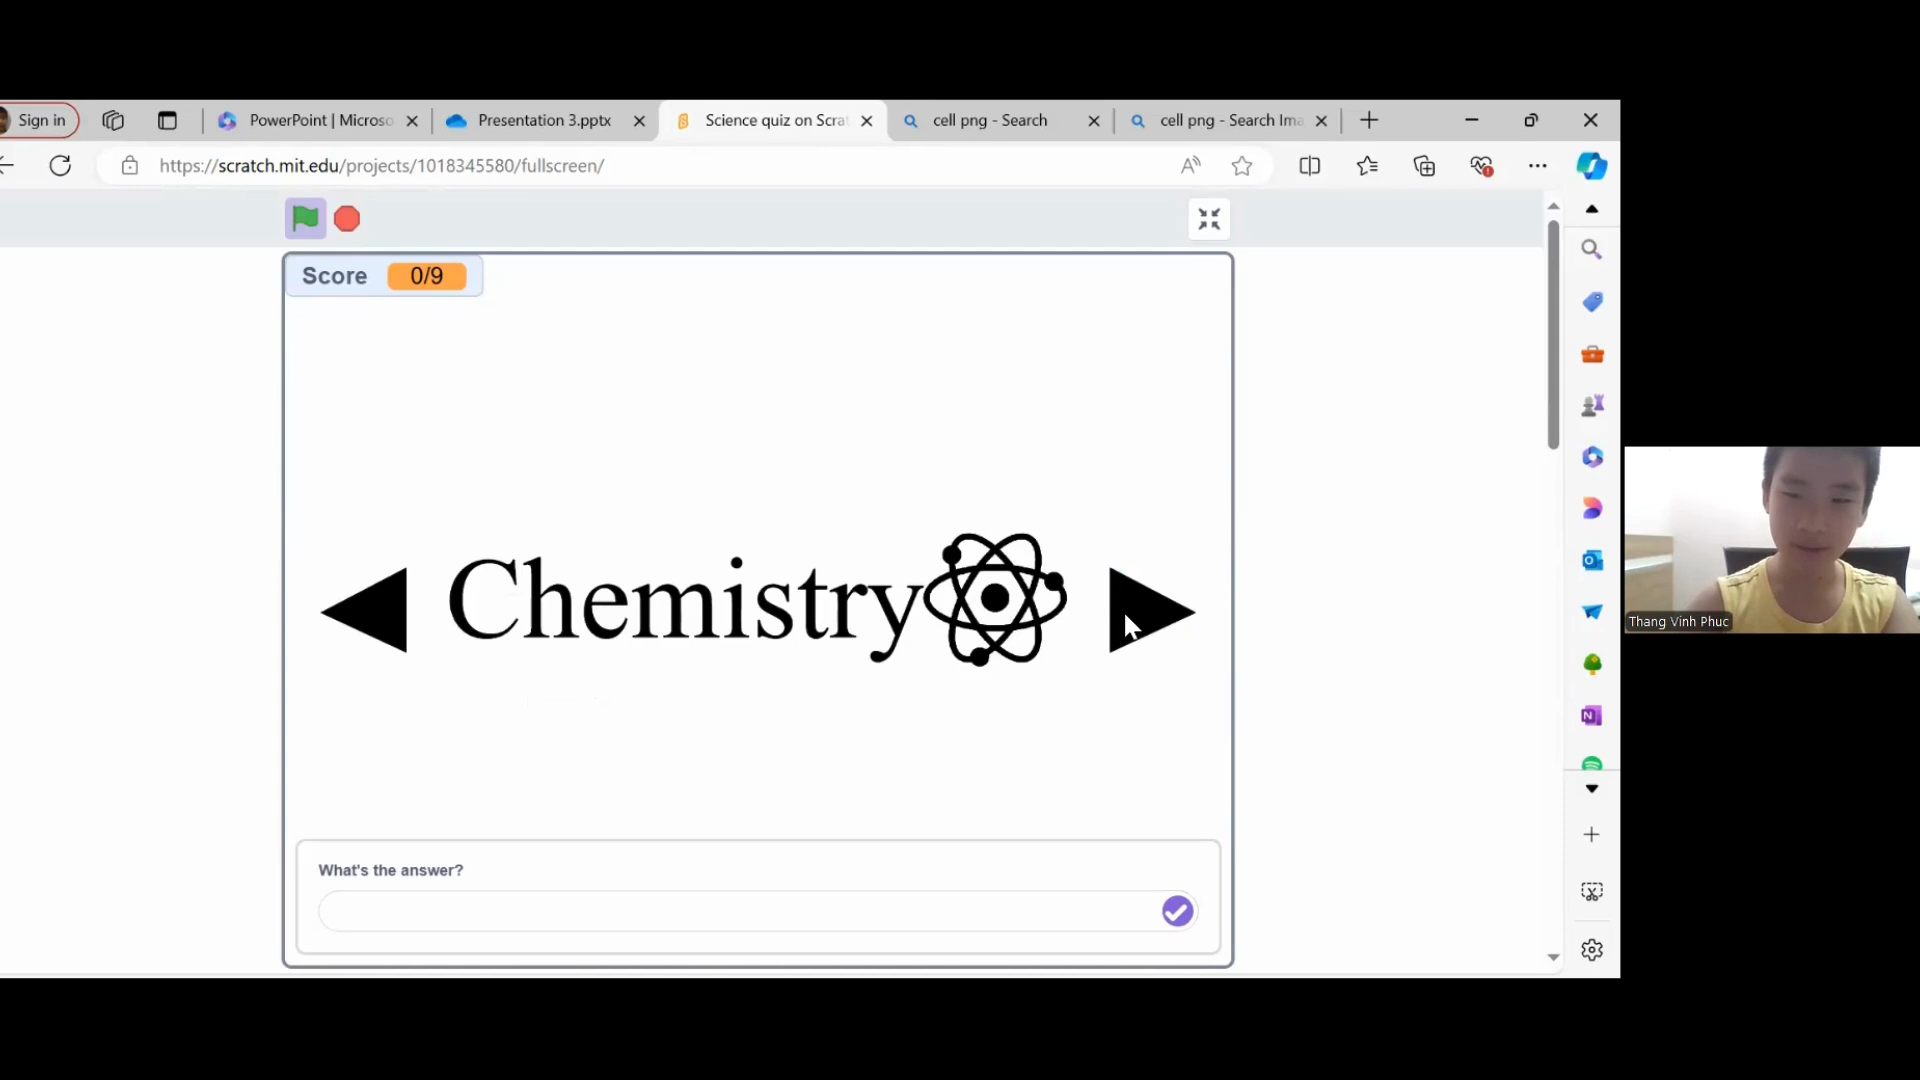 Sign in
PowerPoint | Microso
Presentation 3.pptx
Science quiz on Scra
cell png - Search
cell png - Search Ima
https://scratch.mit.edu/projects/1018345580/fullscreen/
Score 0/9
Chemistry
Thang Vinh Phuc
What's the answer?